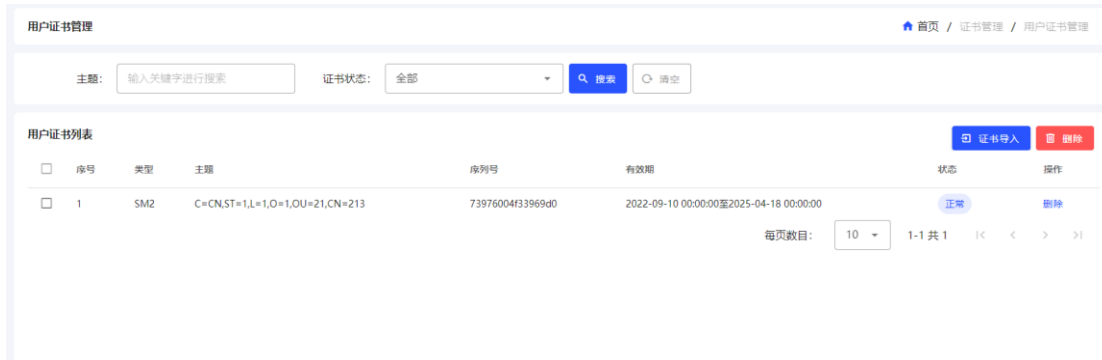 用户证书管理 首页 / 证书管理 / 用户证书管理
主题: 输入关键字进行搜索 证书状态: 全部 搜索 清空
用户证书列表 证书导入 删除
序号 类型 主题 序列号 有效期 状态 操作
1 SM2 C=CN,ST=1,L=1,O=1,OU=21,CN=213 73976004f33969d0 2022-09-10 00:00:00至2025-04-18 00:00:00 正常 删除
每页数目: 10 1-1 共 1